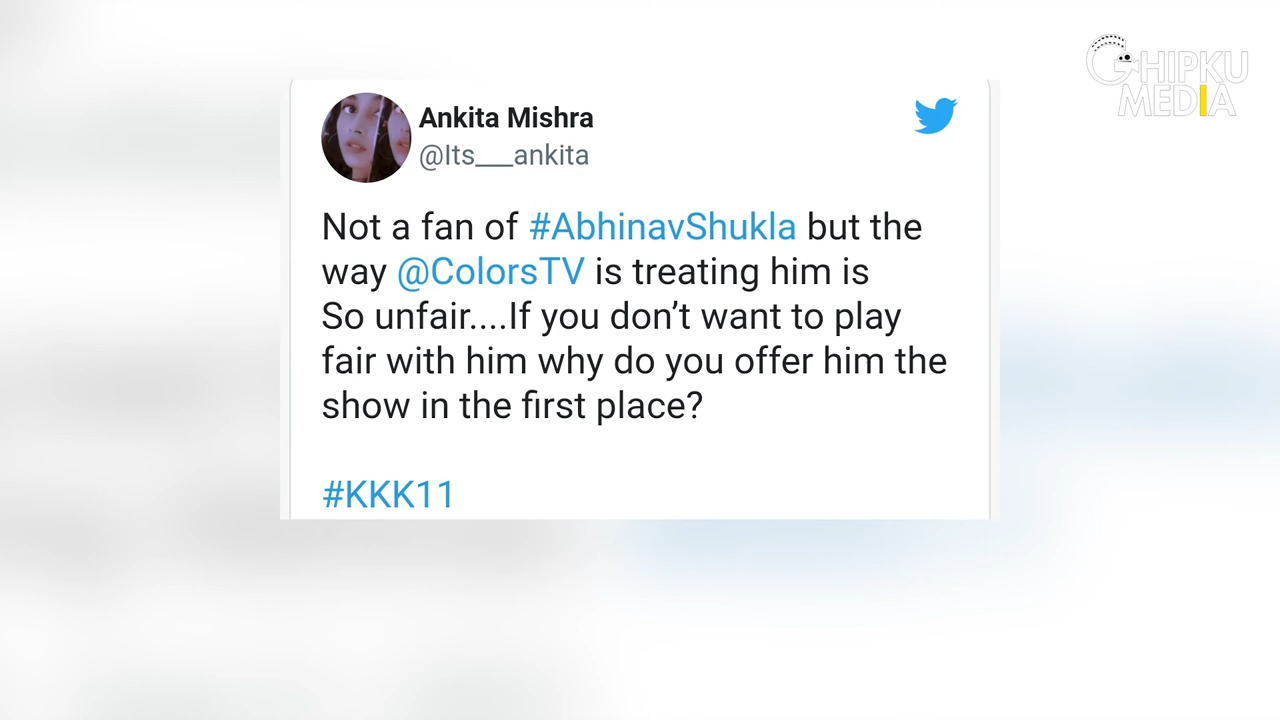 CHIPKU
MEDIA
Ankita Mishra
@Its___ankita
Not a fan of #AbhinavShukla but the
way @ColorsTV is treating him is
So unfair....If you don’t want to play
fair with him why do you offer him the
show in the first place?
#KKK11